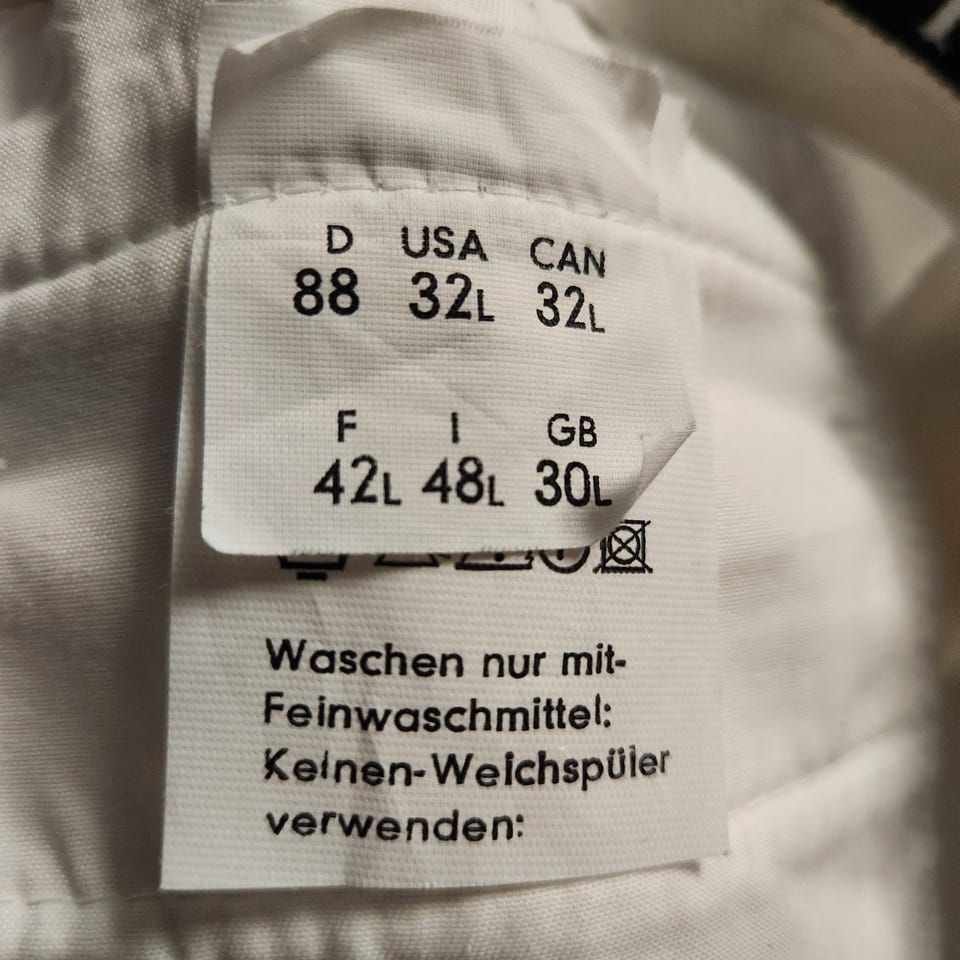 D USA CAN
88 32L 32L
F I GB
42L 48L 30L
Waschen nur mit-
Feinwaschmittel:
Keinen-Weichspüler
verwenden: